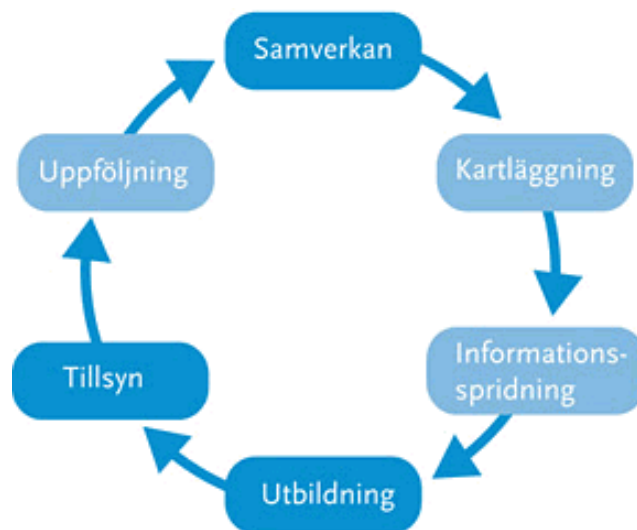 Samverkan
Kartläggning
Informations-
spridning
Utbildning
Tillsyn
Uppföljning